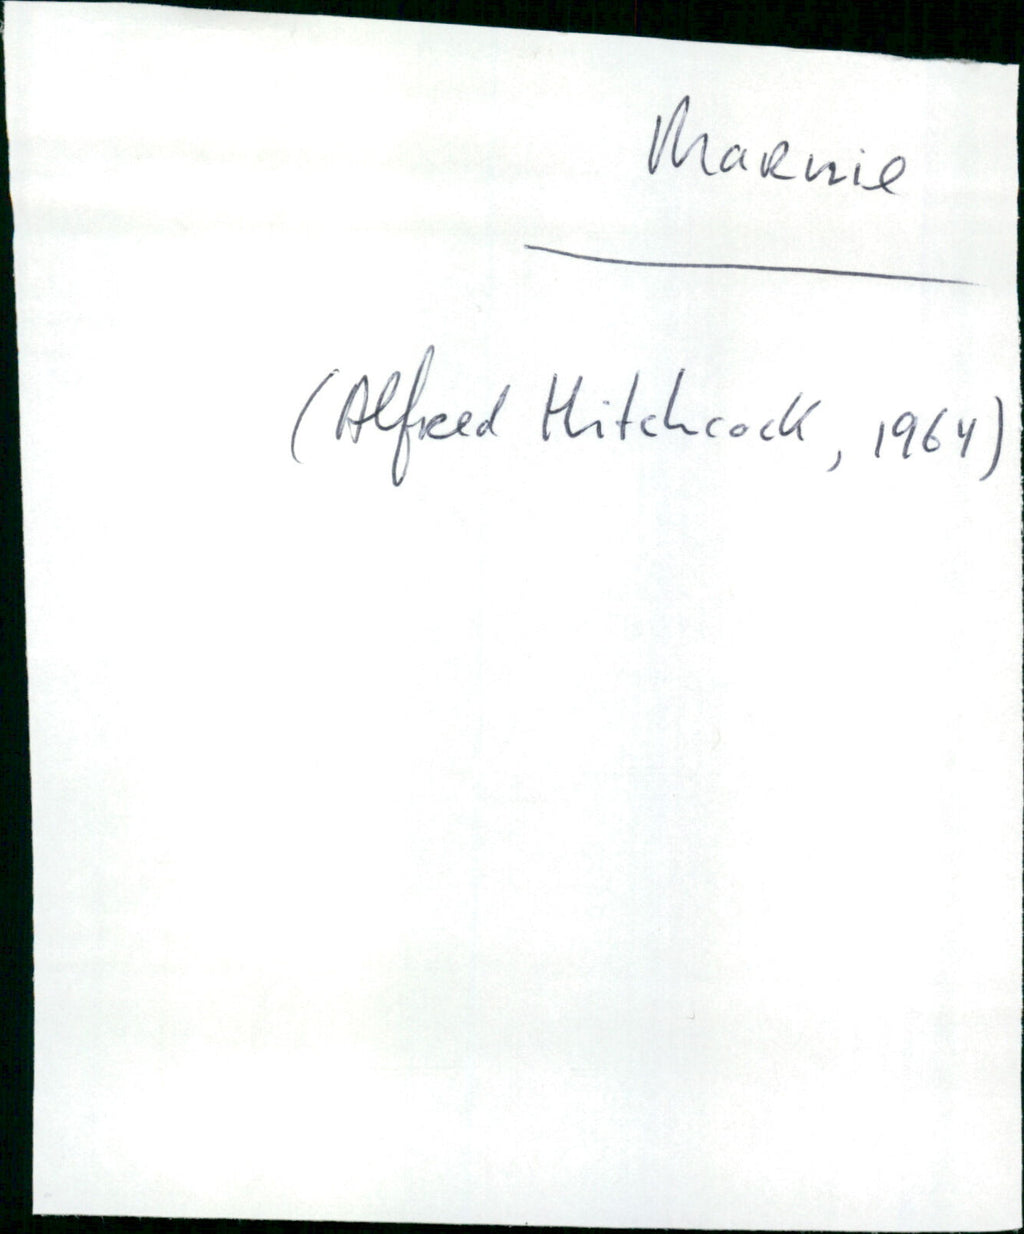 Marnie
(Alfred Hitchcock, 1964)